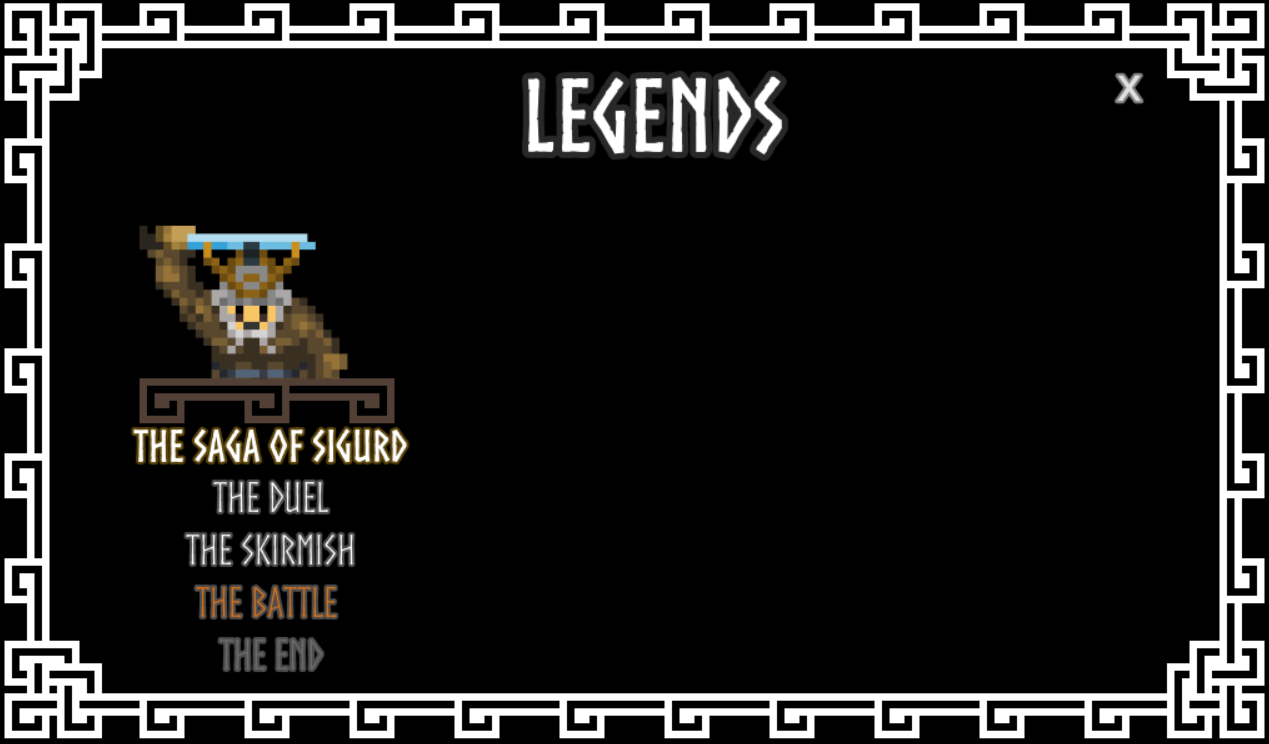 LEGENDS
X
THE SAGA OF SIGURD
THE DUEL
THE SKIRMISH
THE BATTLE
THE END